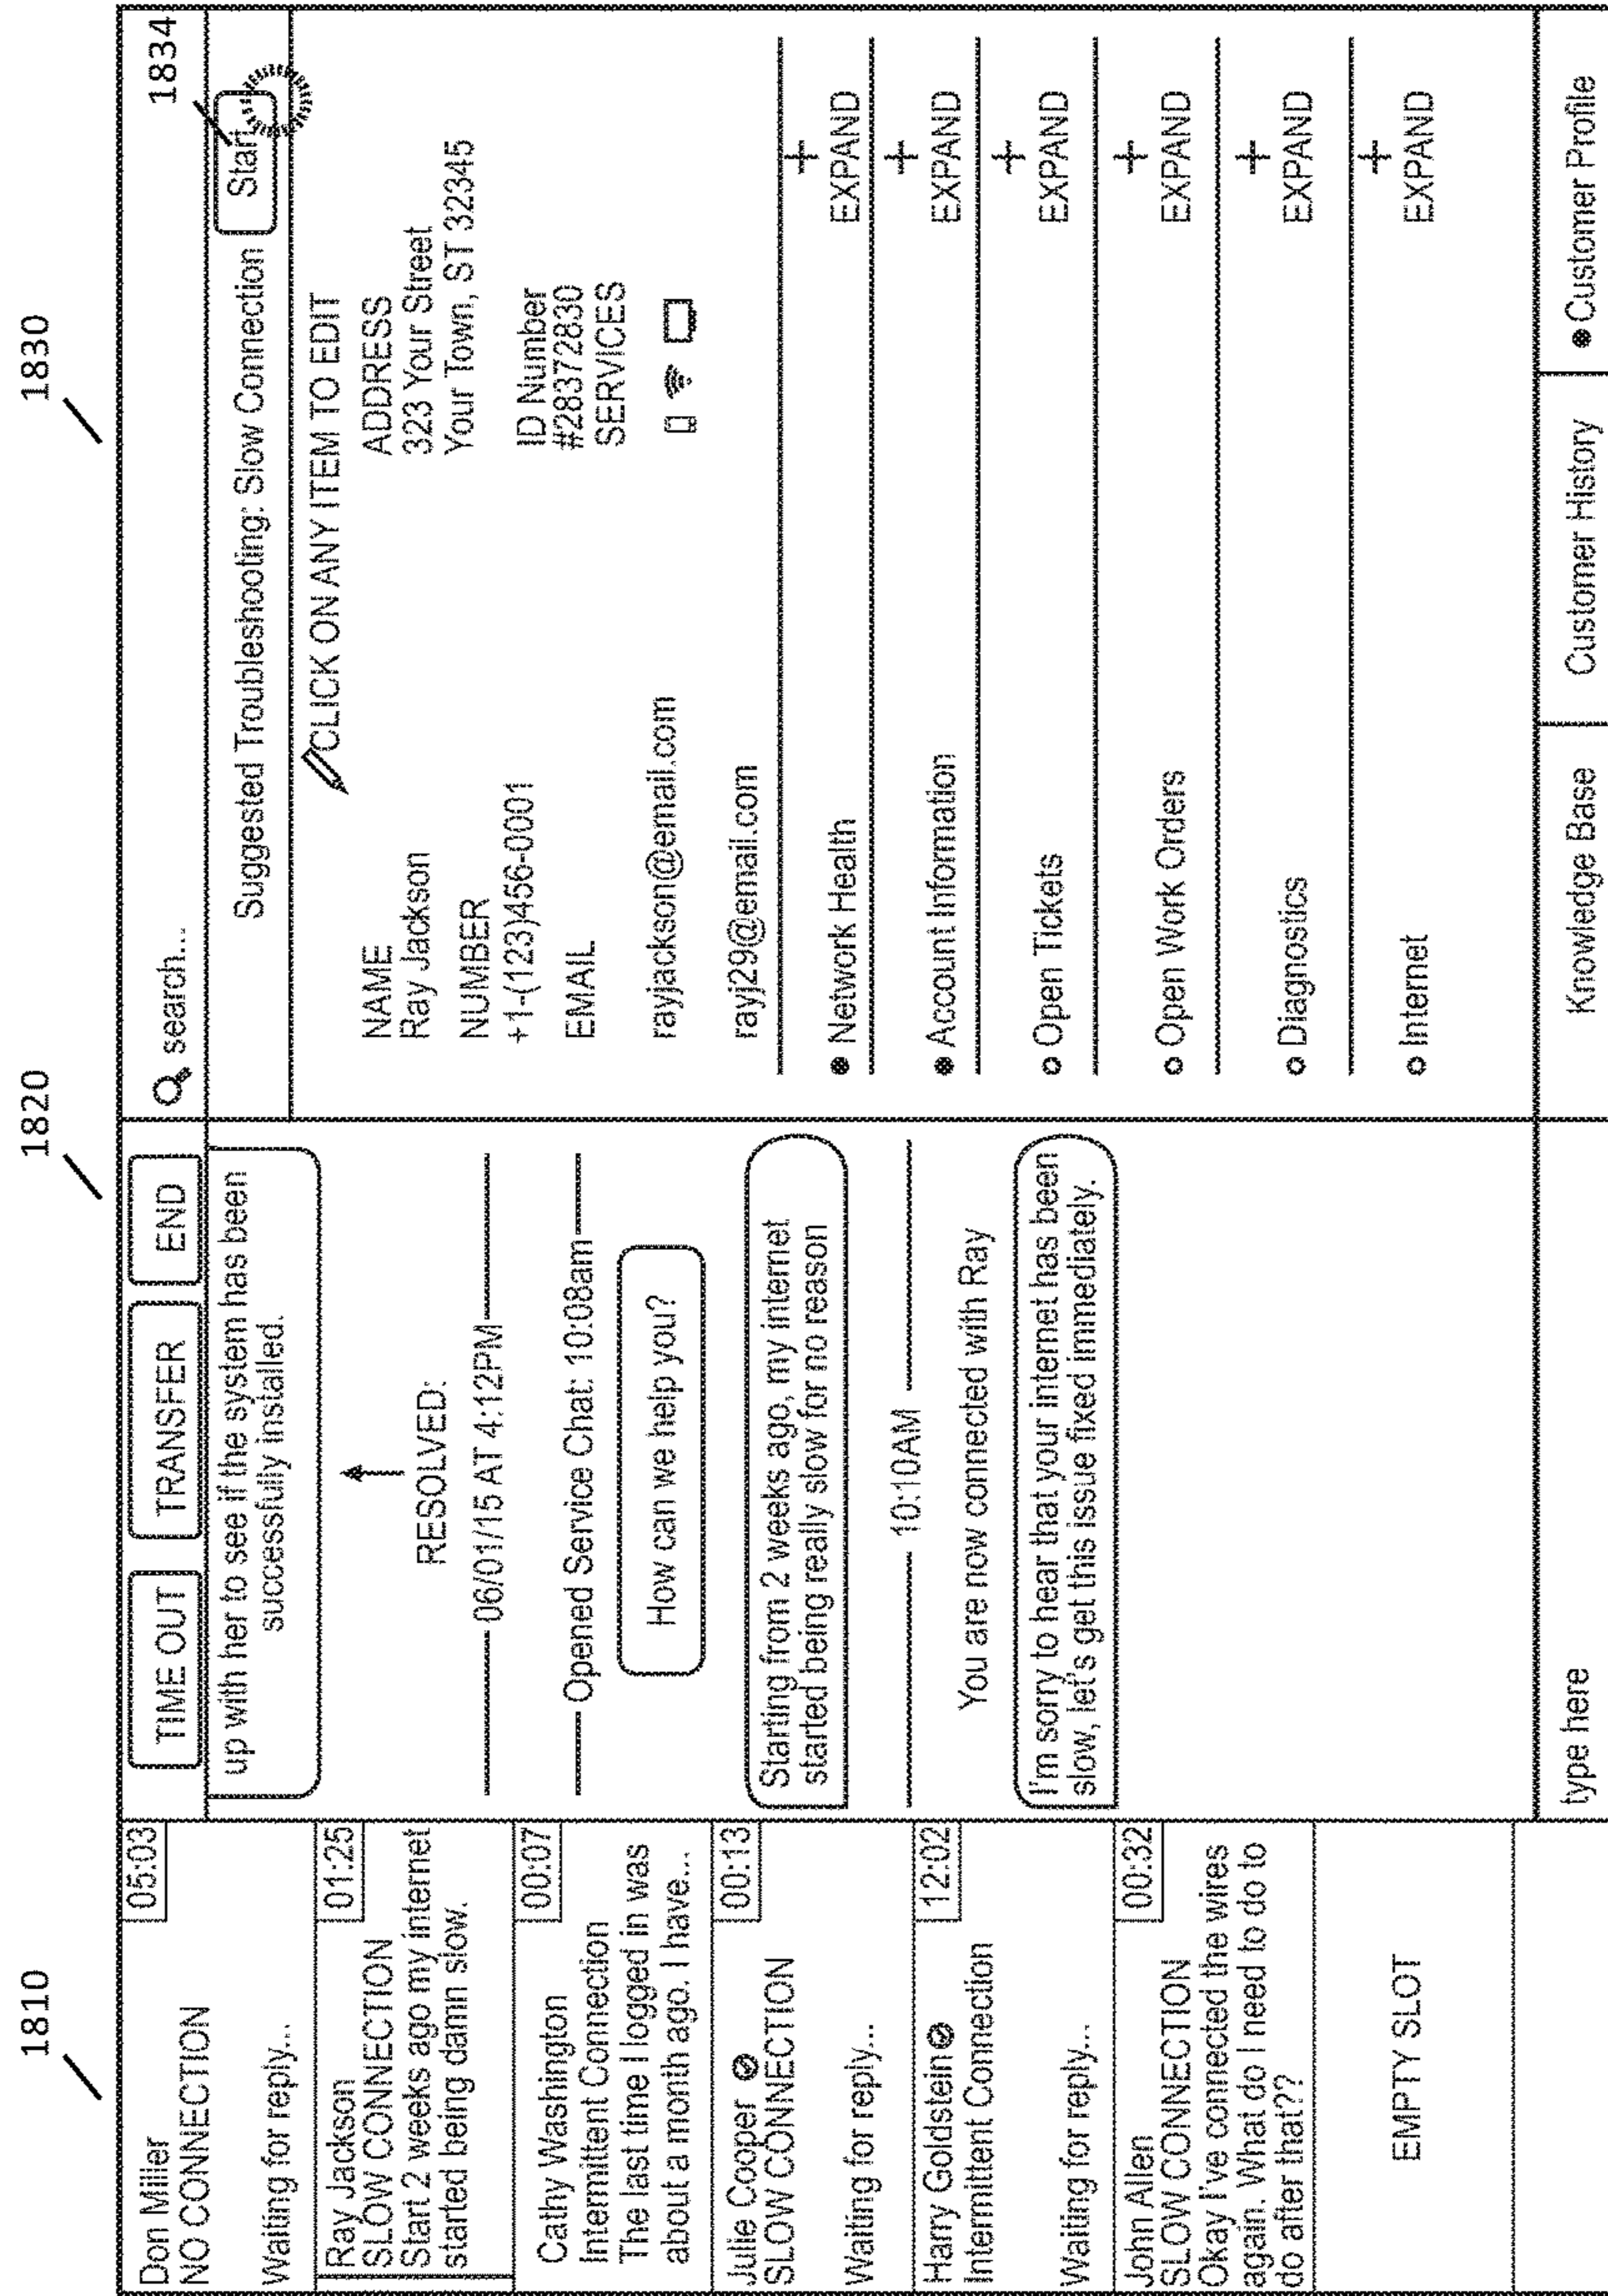 1810
1820
1830
Don Miller
05:03
NO CONNECTION
Waiting for reply...
Ray Jackson
01:25
SLOW CONNECTION
Start 2 weeks ago my internet
started being damn slow.
Cathy Washington
00:07
Intermittent Connection
The last time I logged in was
about a month ago. I have...
Julie Cooper
00:13
SLOW CONNECTION
Waiting for reply...
Harry Goldstein
12:02
Intermittent Connection
Waiting for reply...
John Allen
00:32
SLOW CONNECTION
Okay I've connected the wires
again. What do I need to do to
do after that??
EMPTY SLOT
TIME OUT
TRANSFER
END
up with her to see if the system has been
successfully installed.
RESOLVED:
06/01/15 AT 4:12PM
Opened Service Chat: 10:08am
How can we help you?
Starting from 2 weeks ago, my internet
started being really slow for no reason
10:10AM
You are now connected with Ray
I'm sorry to hear that your internet has been
slow, let's get this issue fixed immediately.
type here
search...
1834
Suggested Troubleshooting: Slow Connection
Start
CLICK ON ANY ITEM TO EDIT
NAME
Ray Jackson
NUMBER
+1-(123)456-0001
EMAIL
rayjackson@email.com
rayj29@email.com
ADDRESS
323 Your Street
Your Town, ST 32345
ID Number
#28372830
SERVICES
Network Health
+
EXPAND
Account Information
+
EXPAND
Open Tickets
+
EXPAND
Open Work Orders
+
EXPAND
Diagnostics
+
EXPAND
Internet
+
EXPAND
Knowledge Base
Customer History
Customer Profile